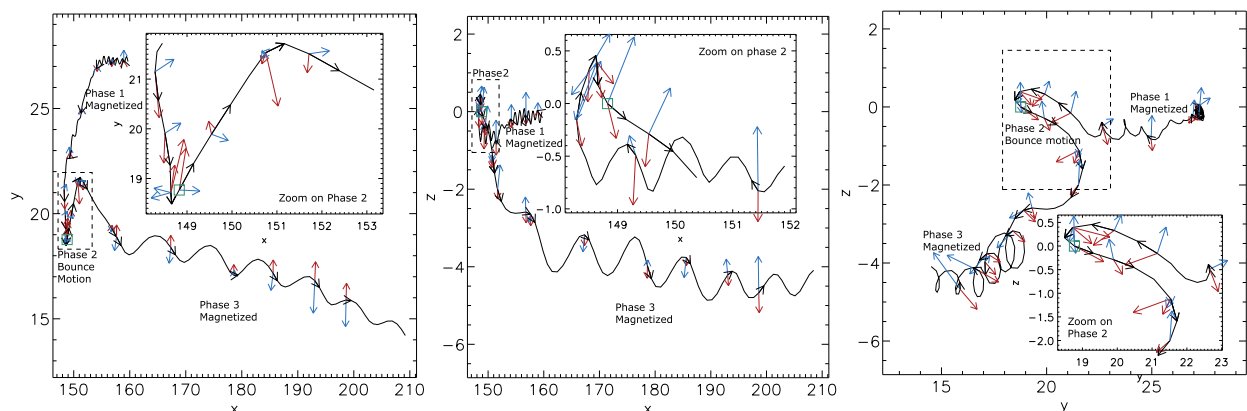 25
20
15
y
150
160
170
180
190
200
210
x
Phase 1
Magnetized
Phase 2
Bounce
Motion
Phase 3
Magnetized
21
20
19
y
149
150
151
152
153
x
Zoom on Phase 2
2
0
−2
−4
−6
z
150
160
170
180
190
200
210
x
Phase2
Phase 1
Magnetized
Phase 3
Magnetized
0.5
0.0
−0.5
−1.0
149
150
151
152
x
Zoom on phase 2
2
0
−2
−4
−6
z
15
20
25
y
Phase 1
Magnetized
Phase 2
Bounce motion
Phase 3
Magnetized
z
0.5
0.0
−0.5
−1.0
−1.5
−2.0
19
20
21
22
23
y
Zoom on
Phase 2